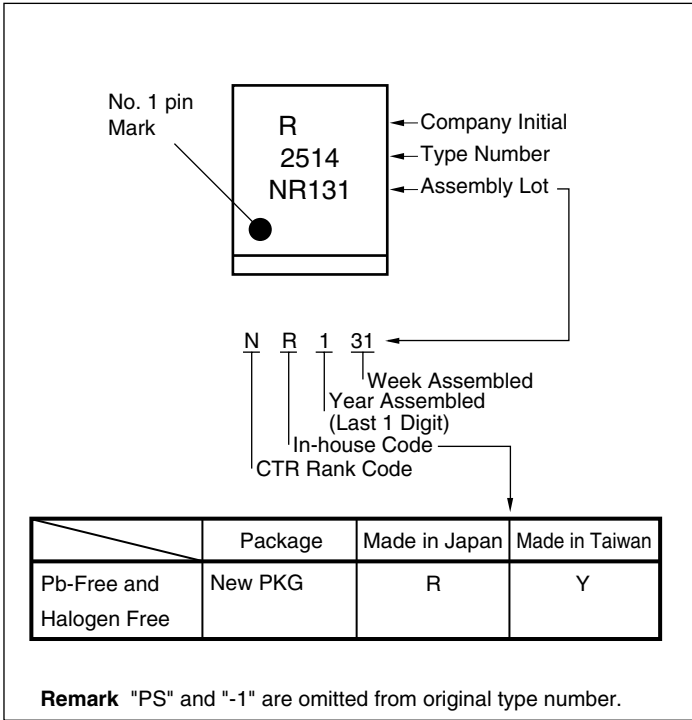 No. 1 pin
Mark
R
2514
NR131
Company Initial
Type Number
Assembly Lot
N R 1 31
Week Assembled
Year Assembled
(Last 1 Digit)
In-house Code
CTR Rank Code
Package Made in Japan Made in Taiwan
Pb-Free and
Halogen Free New PKG R Y
Remark "PS" and "-1" are omitted from original type number.